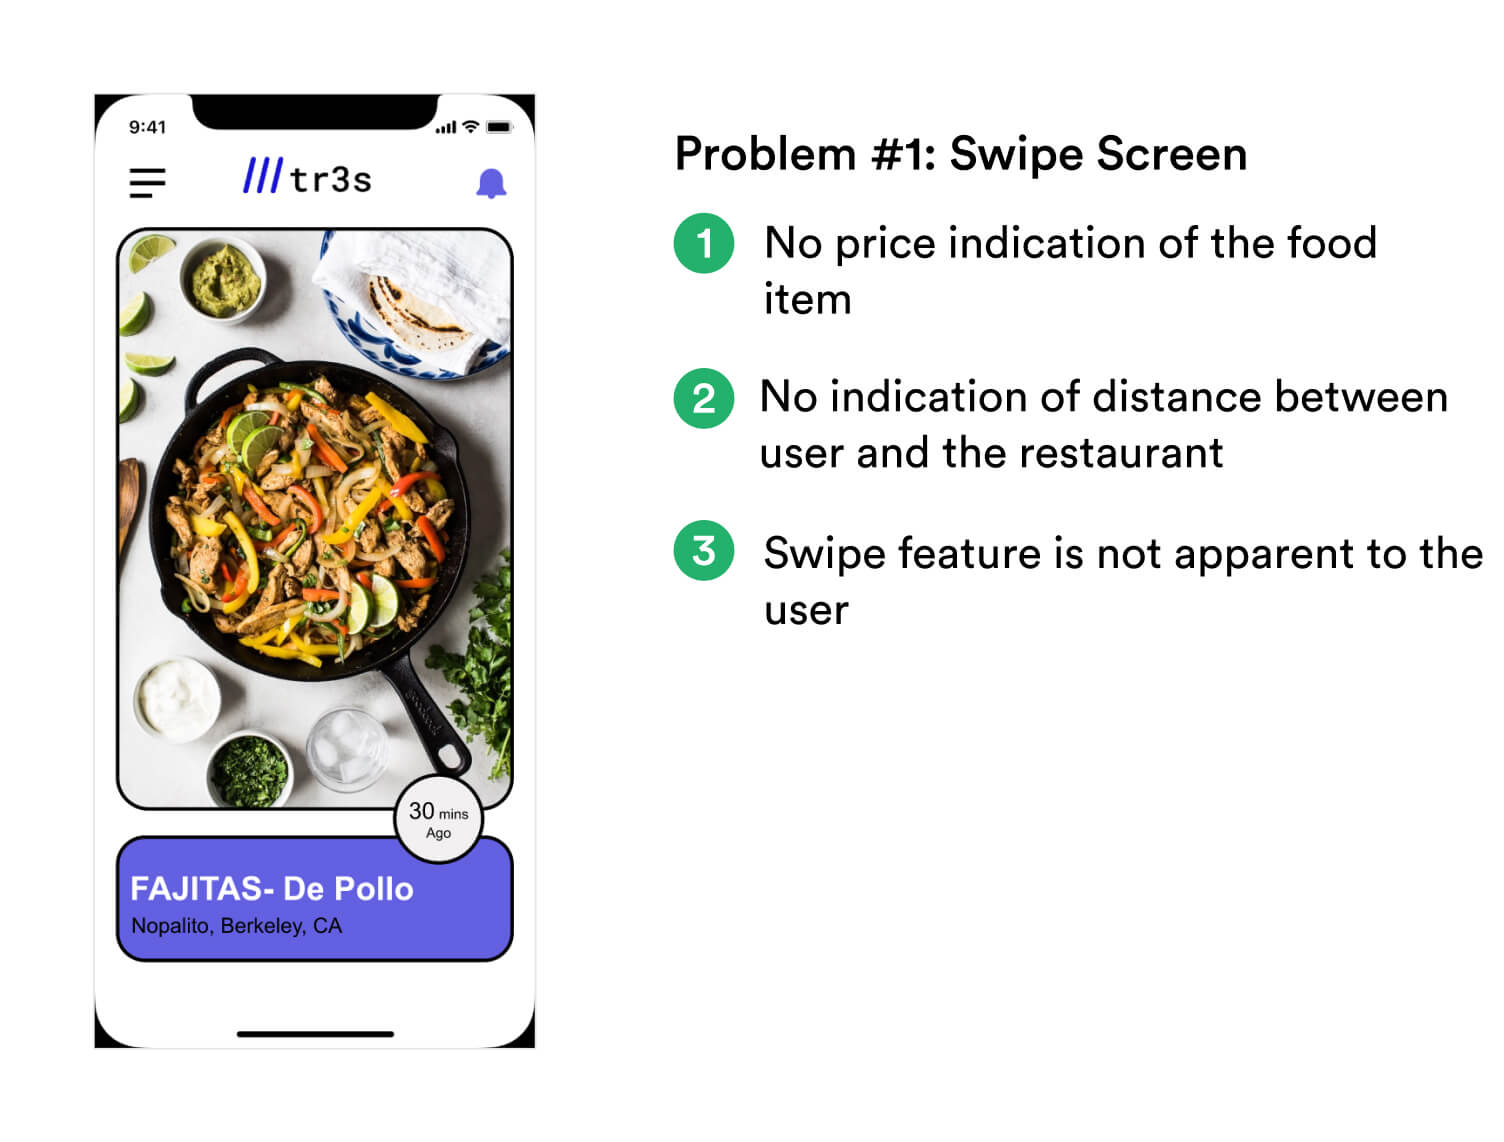 9:41
tr3s
30 mins
Ago
FAJITAS- De Pollo
Nopalito, Berkeley, CA
Problem #1: Swipe Screen
1 No price indication of the food
item
2 No indication of distance between
user and the restaurant
3 Swipe feature is not apparent to the
user